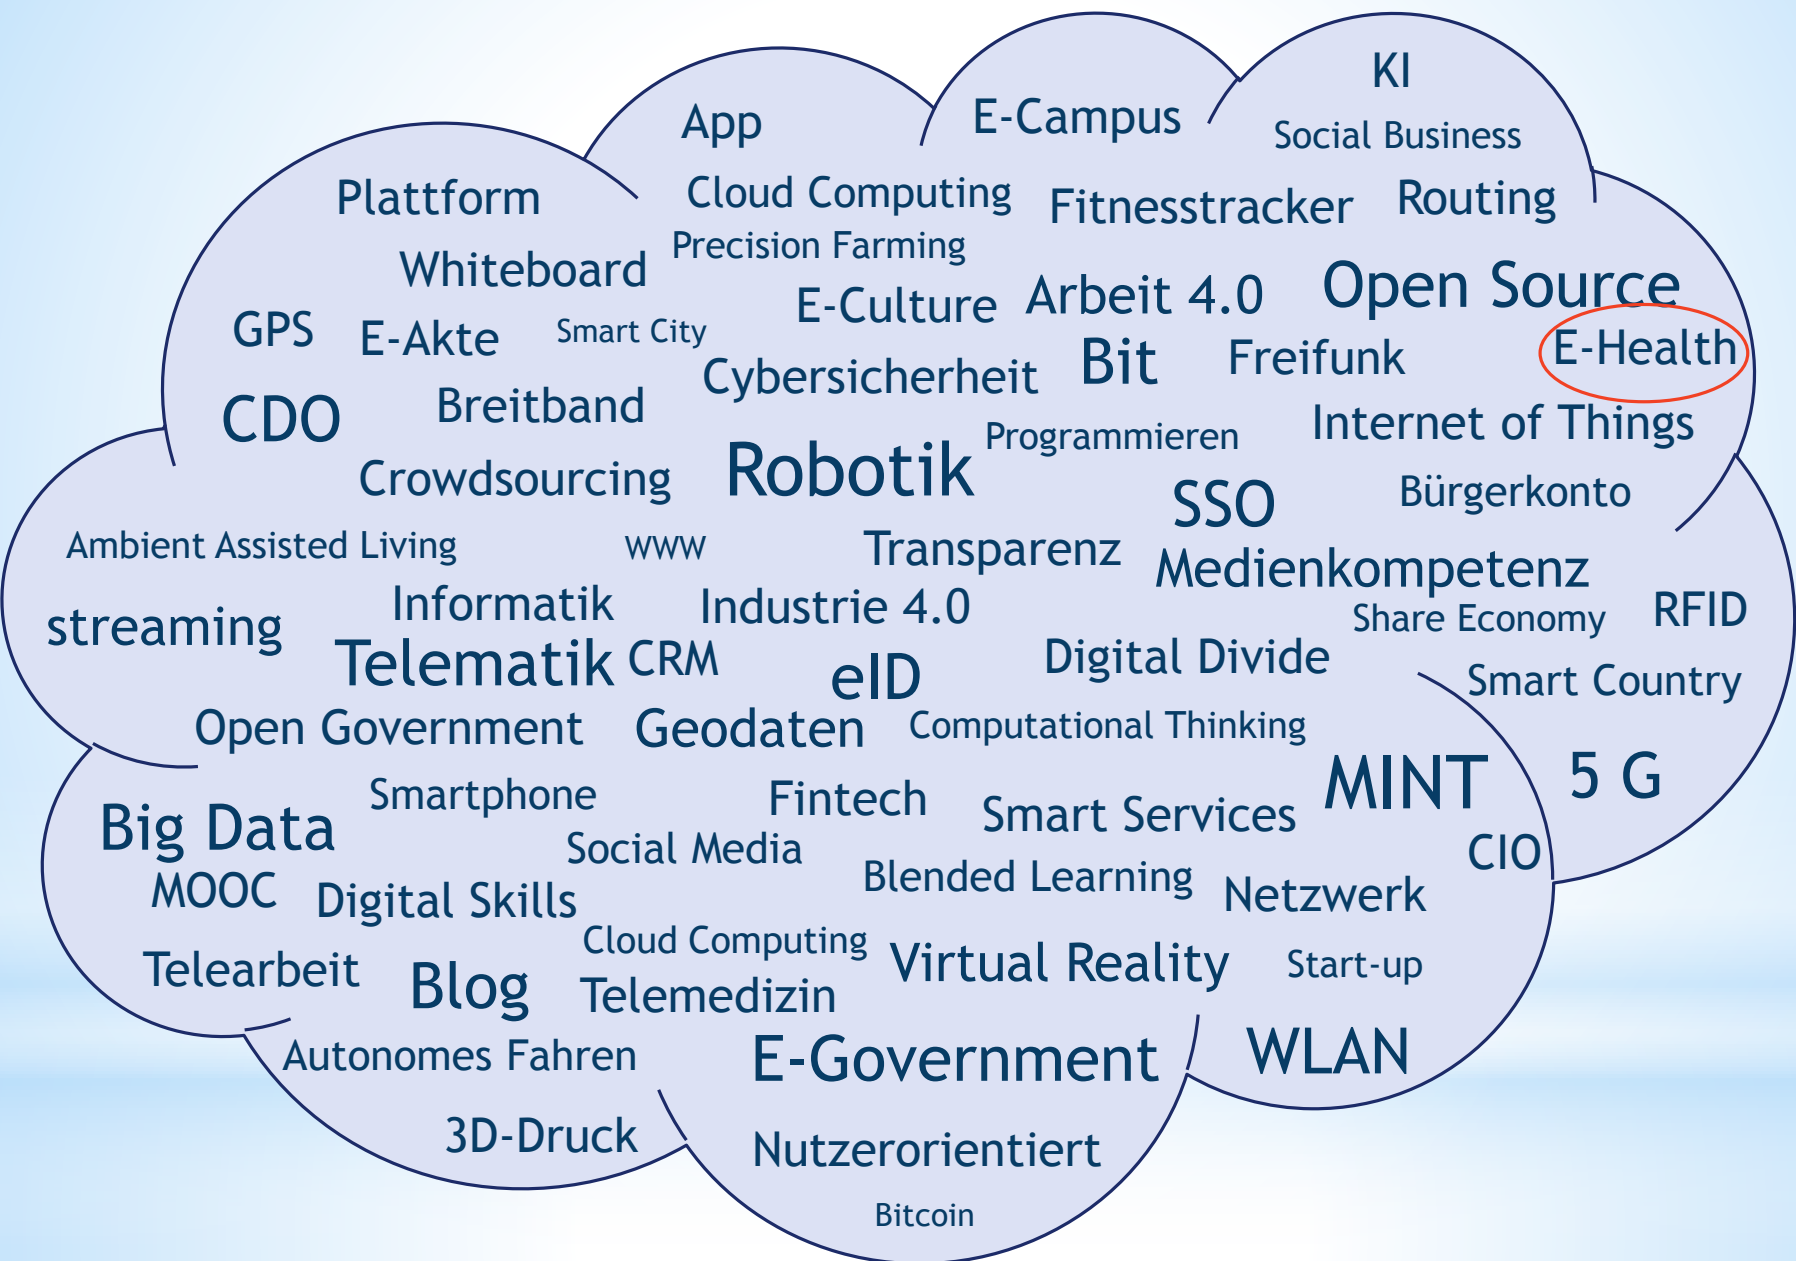 KI
App
E-Campus
Social Business
Plattform
Cloud Computing
Fitnesstracker
Routing
Whiteboard
Precision Farming
E-Culture
Arbeit 4.0
Open Source
GPS
E-Akte
Smart City
Cybersicherheit
Bit
Freifunk
E-Health
CDO
Breitband
Programmieren
Internet of Things
Crowdsourcing
Robotik
SSO
Bürgerkonto
Ambient Assisted Living
WWW
Transparenz
Medienkompetenz
streaming
Informatik
Industrie 4.0
Share Economy
RFID
Telematik
CRM
eID
Digital Divide
Smart Country
Open Government
Geodaten
Computational Thinking
MINT
5 G
Big Data
Smartphone
Fintech
Smart Services
Social Media
CIO
MOOC
Digital Skills
Blended Learning
Netzwerk
Cloud Computing
Telearbeit
Blog
Telemedizin
Virtual Reality
Start-up
Autonomes Fahren
E-Government
WLAN
3D-Druck
Nutzerorientiert
Bitcoin